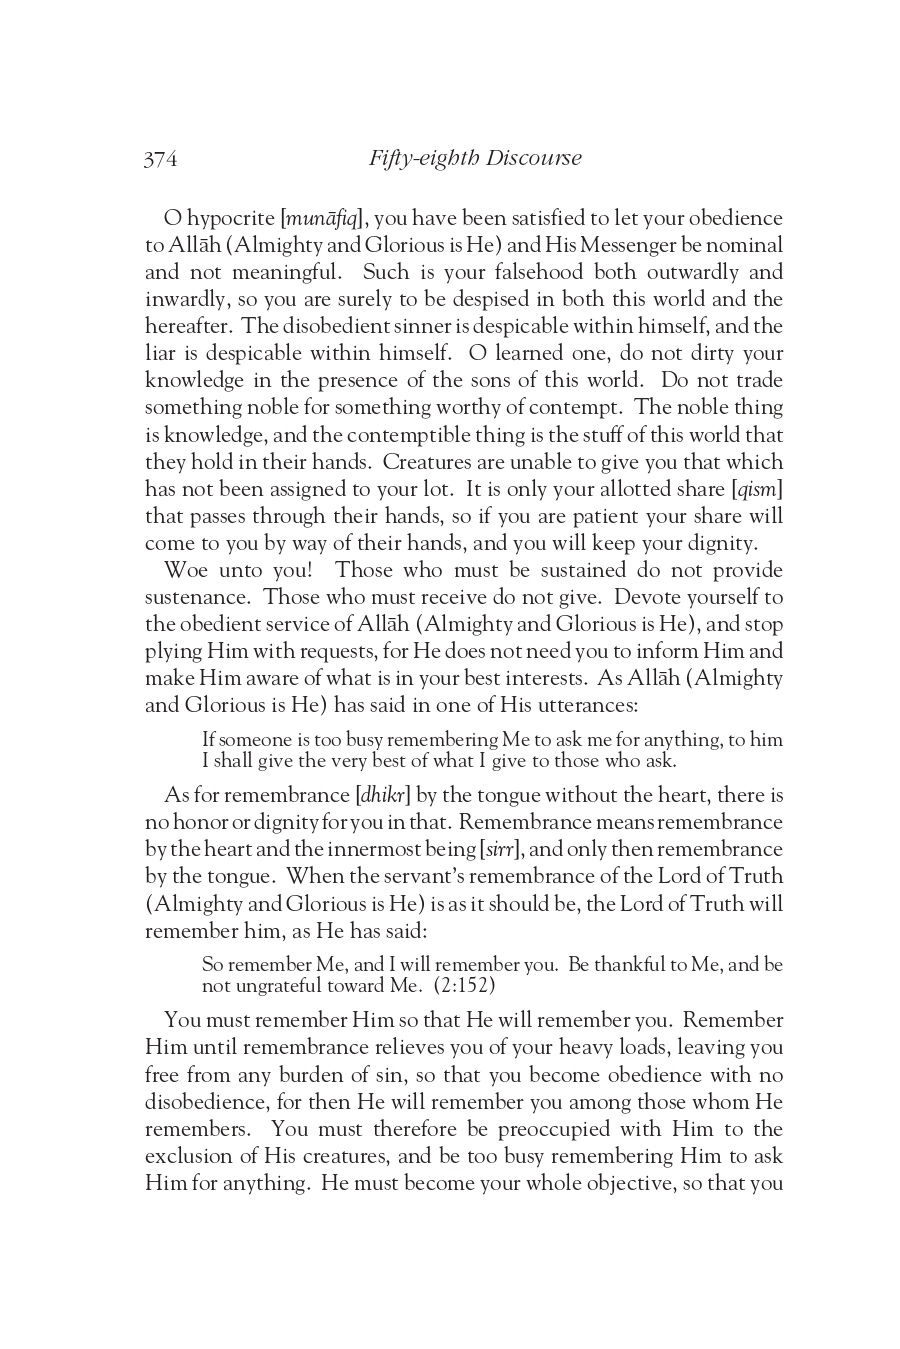 374 Fifty-eighth Discourse
O hypocrite [munāfiq], you have been satisfied to let your obedience
to Allāh (Almighty and Glorious is He) and His Messenger be nominal
and not meaningful. Such is your falsehood both outwardly and
inwardly, so you are surely to be despised in both this world and the
hereafter. The disobedient sinner is despicable within himself, and the
liar is despicable within himself. O learned one, do not dirty your
knowledge in the presence of the sons of this world. Do not trade
something noble for something worthy of contempt. The noble thing
is knowledge, and the contemptible thing is the stuff of this world that
they hold in their hands. Creatures are unable to give you that which
has not been assigned to your lot. It is only your allotted share [qism]
that passes through their hands, so if you are patient your share will
come to you by way of their hands, and you will keep your dignity.
Woe unto you! Those who must be sustained do not provide
sustenance. Those who must receive do not give. Devote yourself to
the obedient service of Allāh (Almighty and Glorious is He), and stop
plying Him with requests, for He does not need you to inform Him and
make Him aware of what is in your best interests. As Allāh (Almighty
and Glorious is He) has said in one of His utterances:
If someone is too busy remembering Me to ask me for anything, to him
I shall give the very best of what I give to those who ask.
As for remembrance [dhikr] by the tongue without the heart, there is
no honor or dignity for you in that. Remembrance means remembrance
by the heart and the innermost being [sirr], and only then remembrance
by the tongue. When the servant's remembrance of the Lord of Truth
(Almighty and Glorious is He) is as it should be, the Lord of Truth will
remember him, as He has said:
So remember Me, and I will remember you. Be thankful to Me, and be
not ungrateful toward Me. (2:152)
You must remember Him so that He will remember you. Remember
Him until remembrance relieves you of your heavy loads, leaving you
free from any burden of sin, so that you become obedience with no
disobedience, for then He will remember you among those whom He
remembers. You must therefore be preoccupied with Him to the
exclusion of His creatures, and be too busy remembering Him to ask
Him for anything. He must become your whole objective, so that you